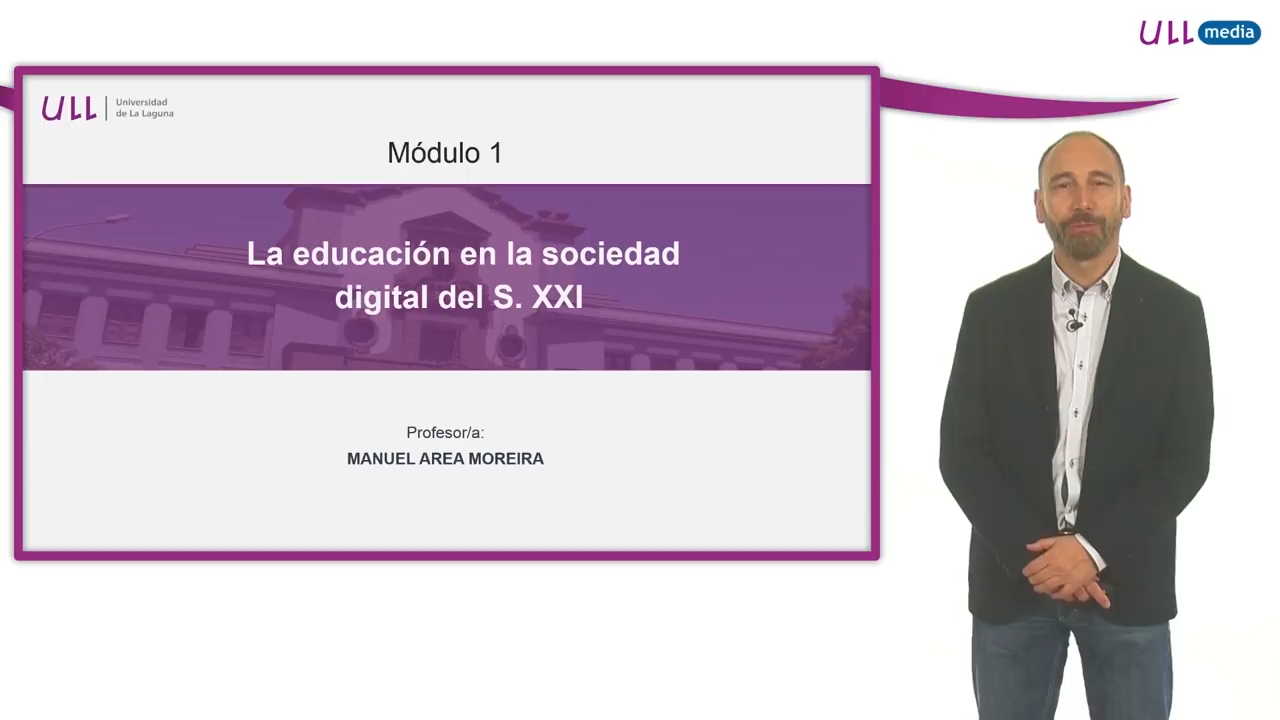 ULL media
ULL
Universidad
de La Laguna
Módulo 1
La educación en la sociedad
digital del S. XXI
Profesor/a:
MANUEL AREA MOREIRA